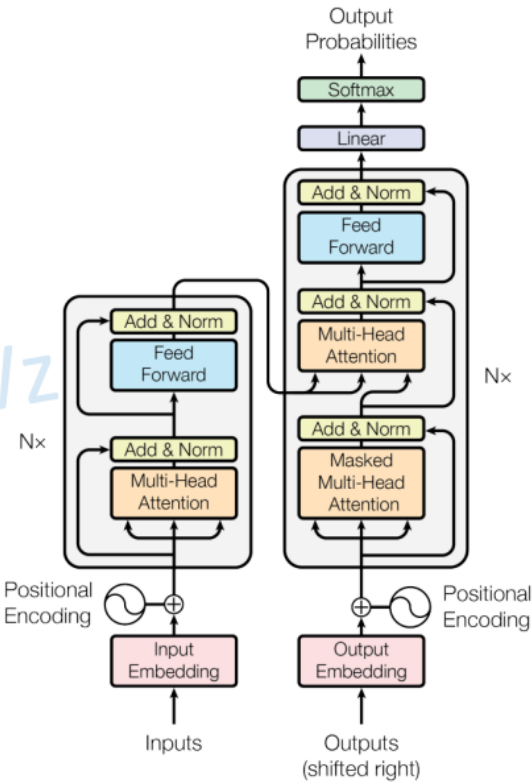 Output
Probabilities
Softmax
Linear
Add & Norm
Feed
Forward
Add & Norm
Multi-Head
Attention
Add & Norm
Masked
Multi-Head
Attention
N×
Positional
Encoding
Output
Embedding
Outputs
(shifted right)
Add & Norm
Feed
Forward
Add & Norm
Multi-Head
Attention
N×
Positional
Encoding
Input
Embedding
Inputs
/z